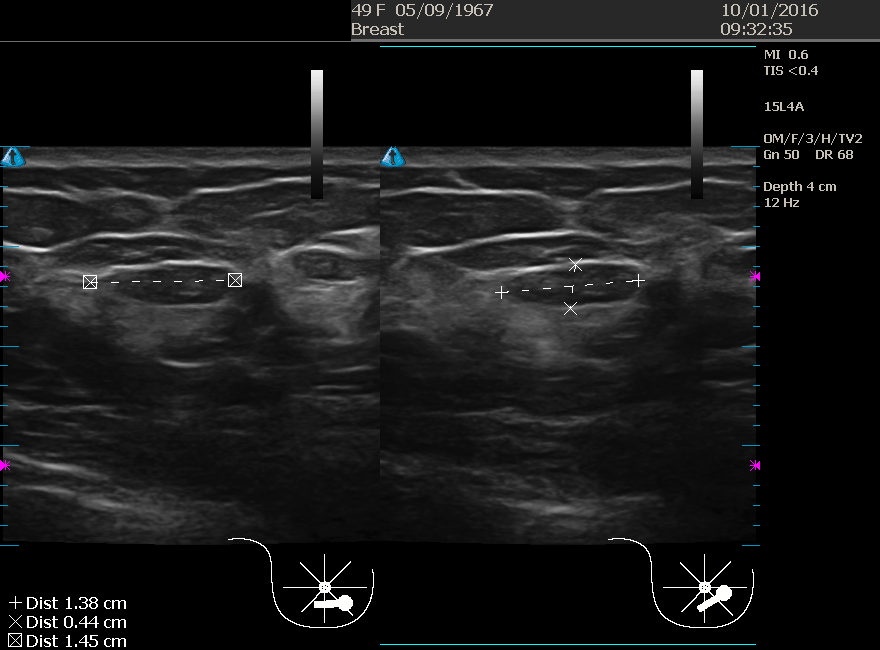 49 F 05/09/1967
10/01/2016
Breast
09:32:35
MI 0.6
TIS <0.4
15L4A
OM/F/3/H/TV2
Gn 50 DR 68
Depth 4 cm
12 Hz
Dist 1.38 cm
Dist 0.44 cm
Dist 1.45 cm